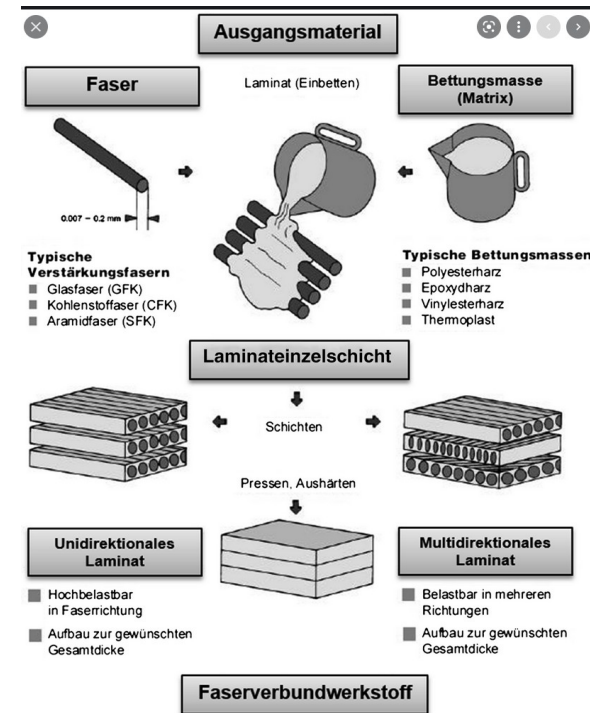 Ausgangsmaterial
Faser
Laminat (Einbetten)
Bettungsmasse
(Matrix)
0.007 – 0.2 mm
Typische
Verstärkungsfasern
Glasfaser (GFK)
Kohlenstoffaser (CFK)
Aramidfaser (SFK)
Typische Bettungsmassen
Polyesterharz
Epoxydharz
Vinylesterharz
Thermoplast
Laminateinzelschicht
Schichten
Pressen, Aushärten
Unidirektionales
Laminat
Hochbelastbar
in Faserrichtung
Aufbau zur gewünschten
Gesamtdicke
Multidirektionales
Laminat
Belastbar in mehreren
Richtungen
Aufbau zur gewünschten
Gesamtdicke
Faserverbundwerkstoff